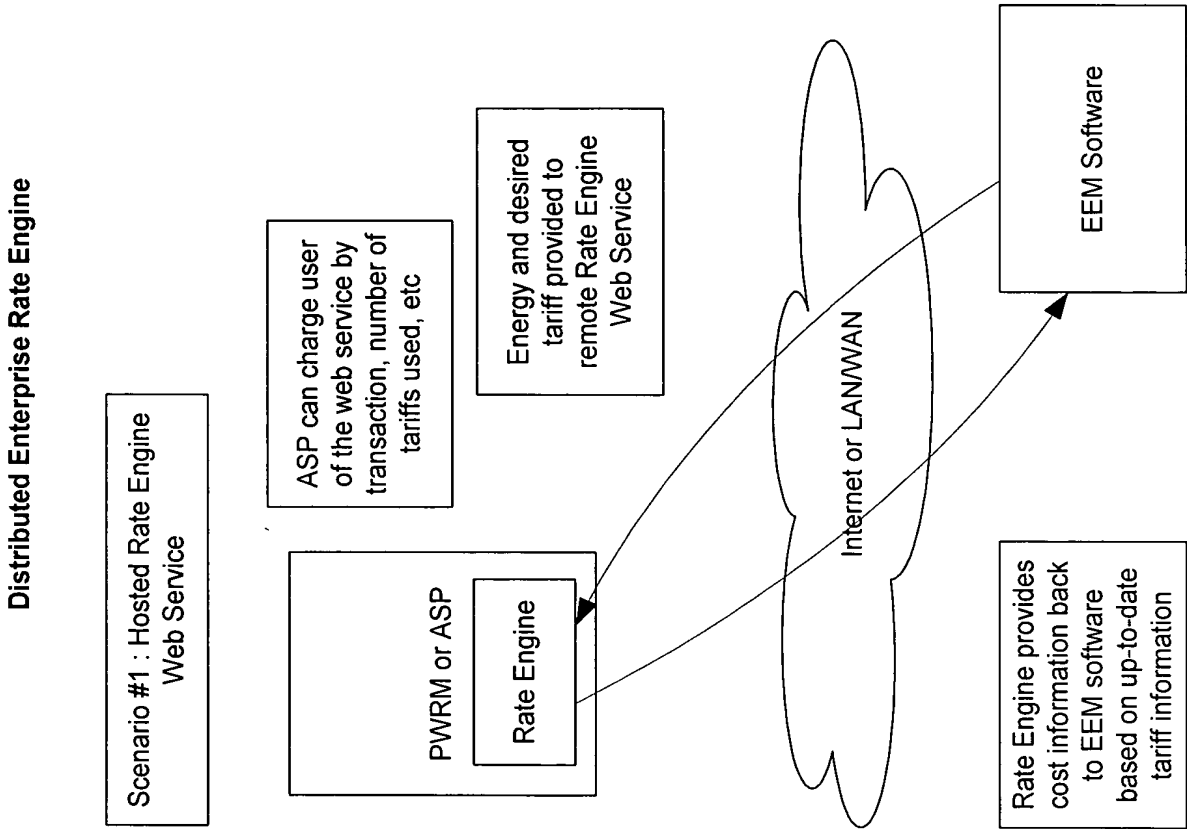 Distributed Enterprise Rate Engine
Scenario #1 : Hosted Rate Engine
Web Service
PWRM or ASP
Rate Engine
ASP can charge user
of the web service by
transaction, number of
tariffs used, etc
Energy and desired
tariff provided to
remote Rate Engine
Web Service
Internet or LAN/WAN
Rate Engine provides
cost information back
to EEM software
based on up-to-date
tariff information
EEM Software